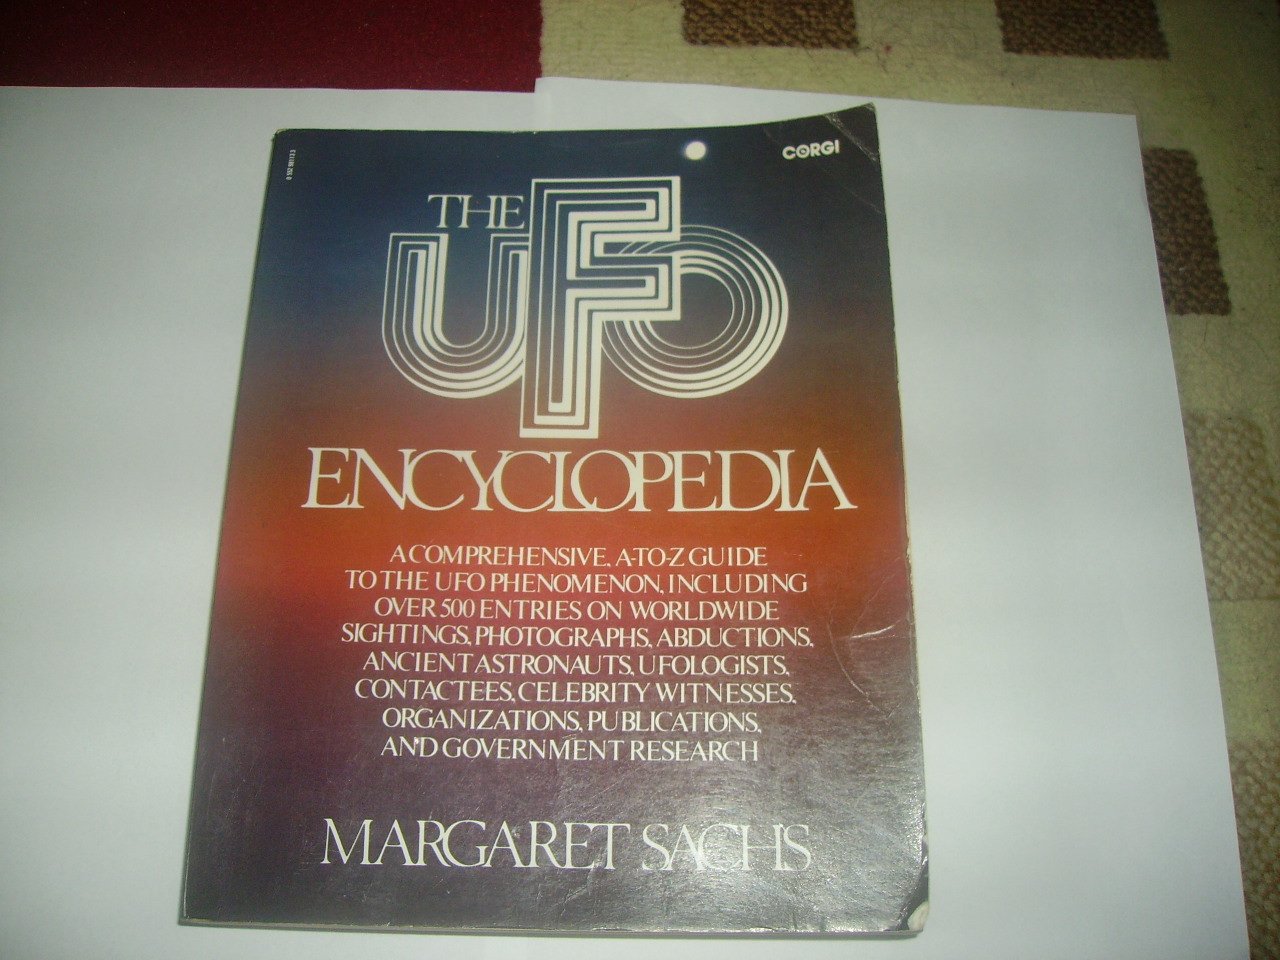 CORGI
THE
UFO
ENCYCLOPEDIA
A COMPREHENSIVE, A-TO-Z GUIDE
TO THE UFO PHENOMENON, INCLUDING
OVER 500 ENTRIES ON WORLDWIDE
SIGHTINGS, PHOTOGRAPHS, ABDUCTIONS,
ANCIENT ASTRONAUTS, UFOLOGISTS,
CONTACTEES, CELEBRITY WITNESSES,
ORGANIZATIONS, PUBLICATIONS,
AND GOVERNMENT RESEARCH
MARGARET SACHS